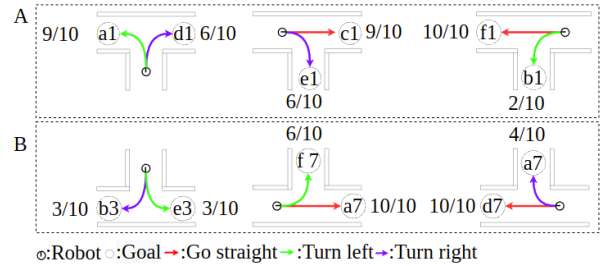 A
9/10 a1 d1 6/10
c1 9/10
e1
6/10
10/10 f1
b1
2/10
B
3/10 b3 e3 3/10
6/10
f 7
a7 10/10
4/10
a7
10/10 d7
:Robot :Goal :Go straight :Turn left :Turn right